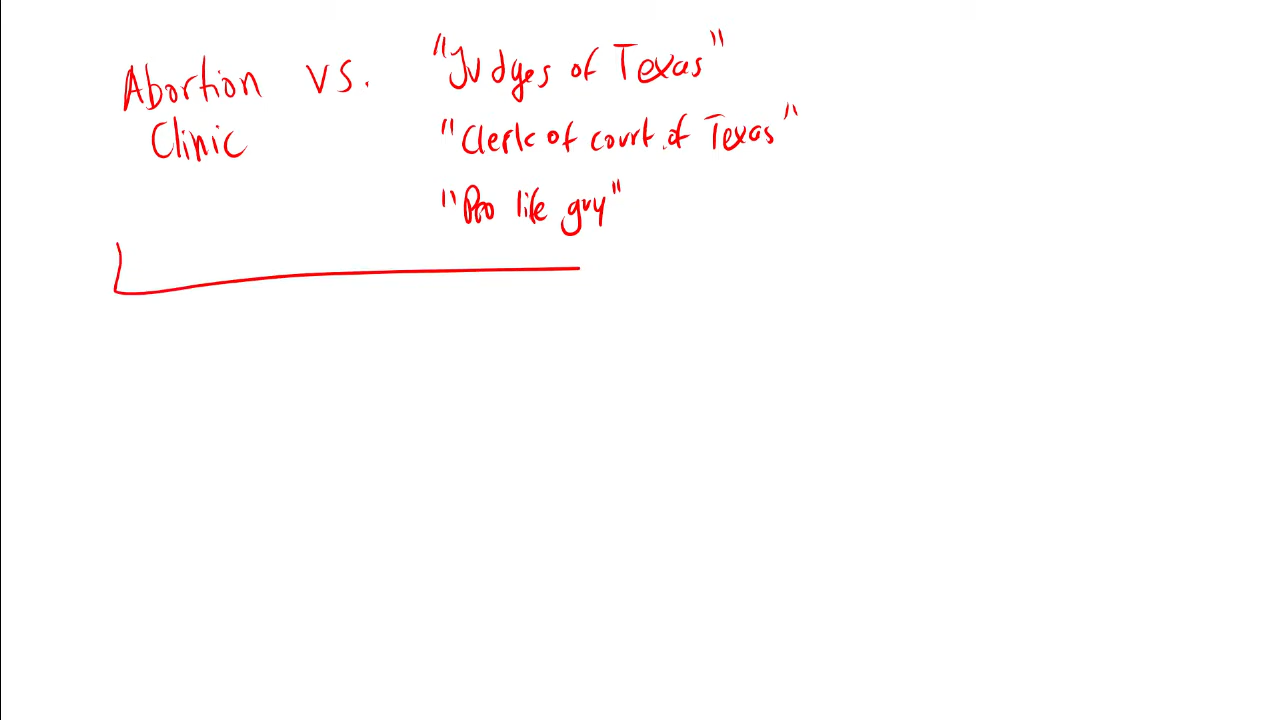 Abortion vs. "Judges of Texas"
Clinic "Clerk of court of Texas"
"Pro life guy"